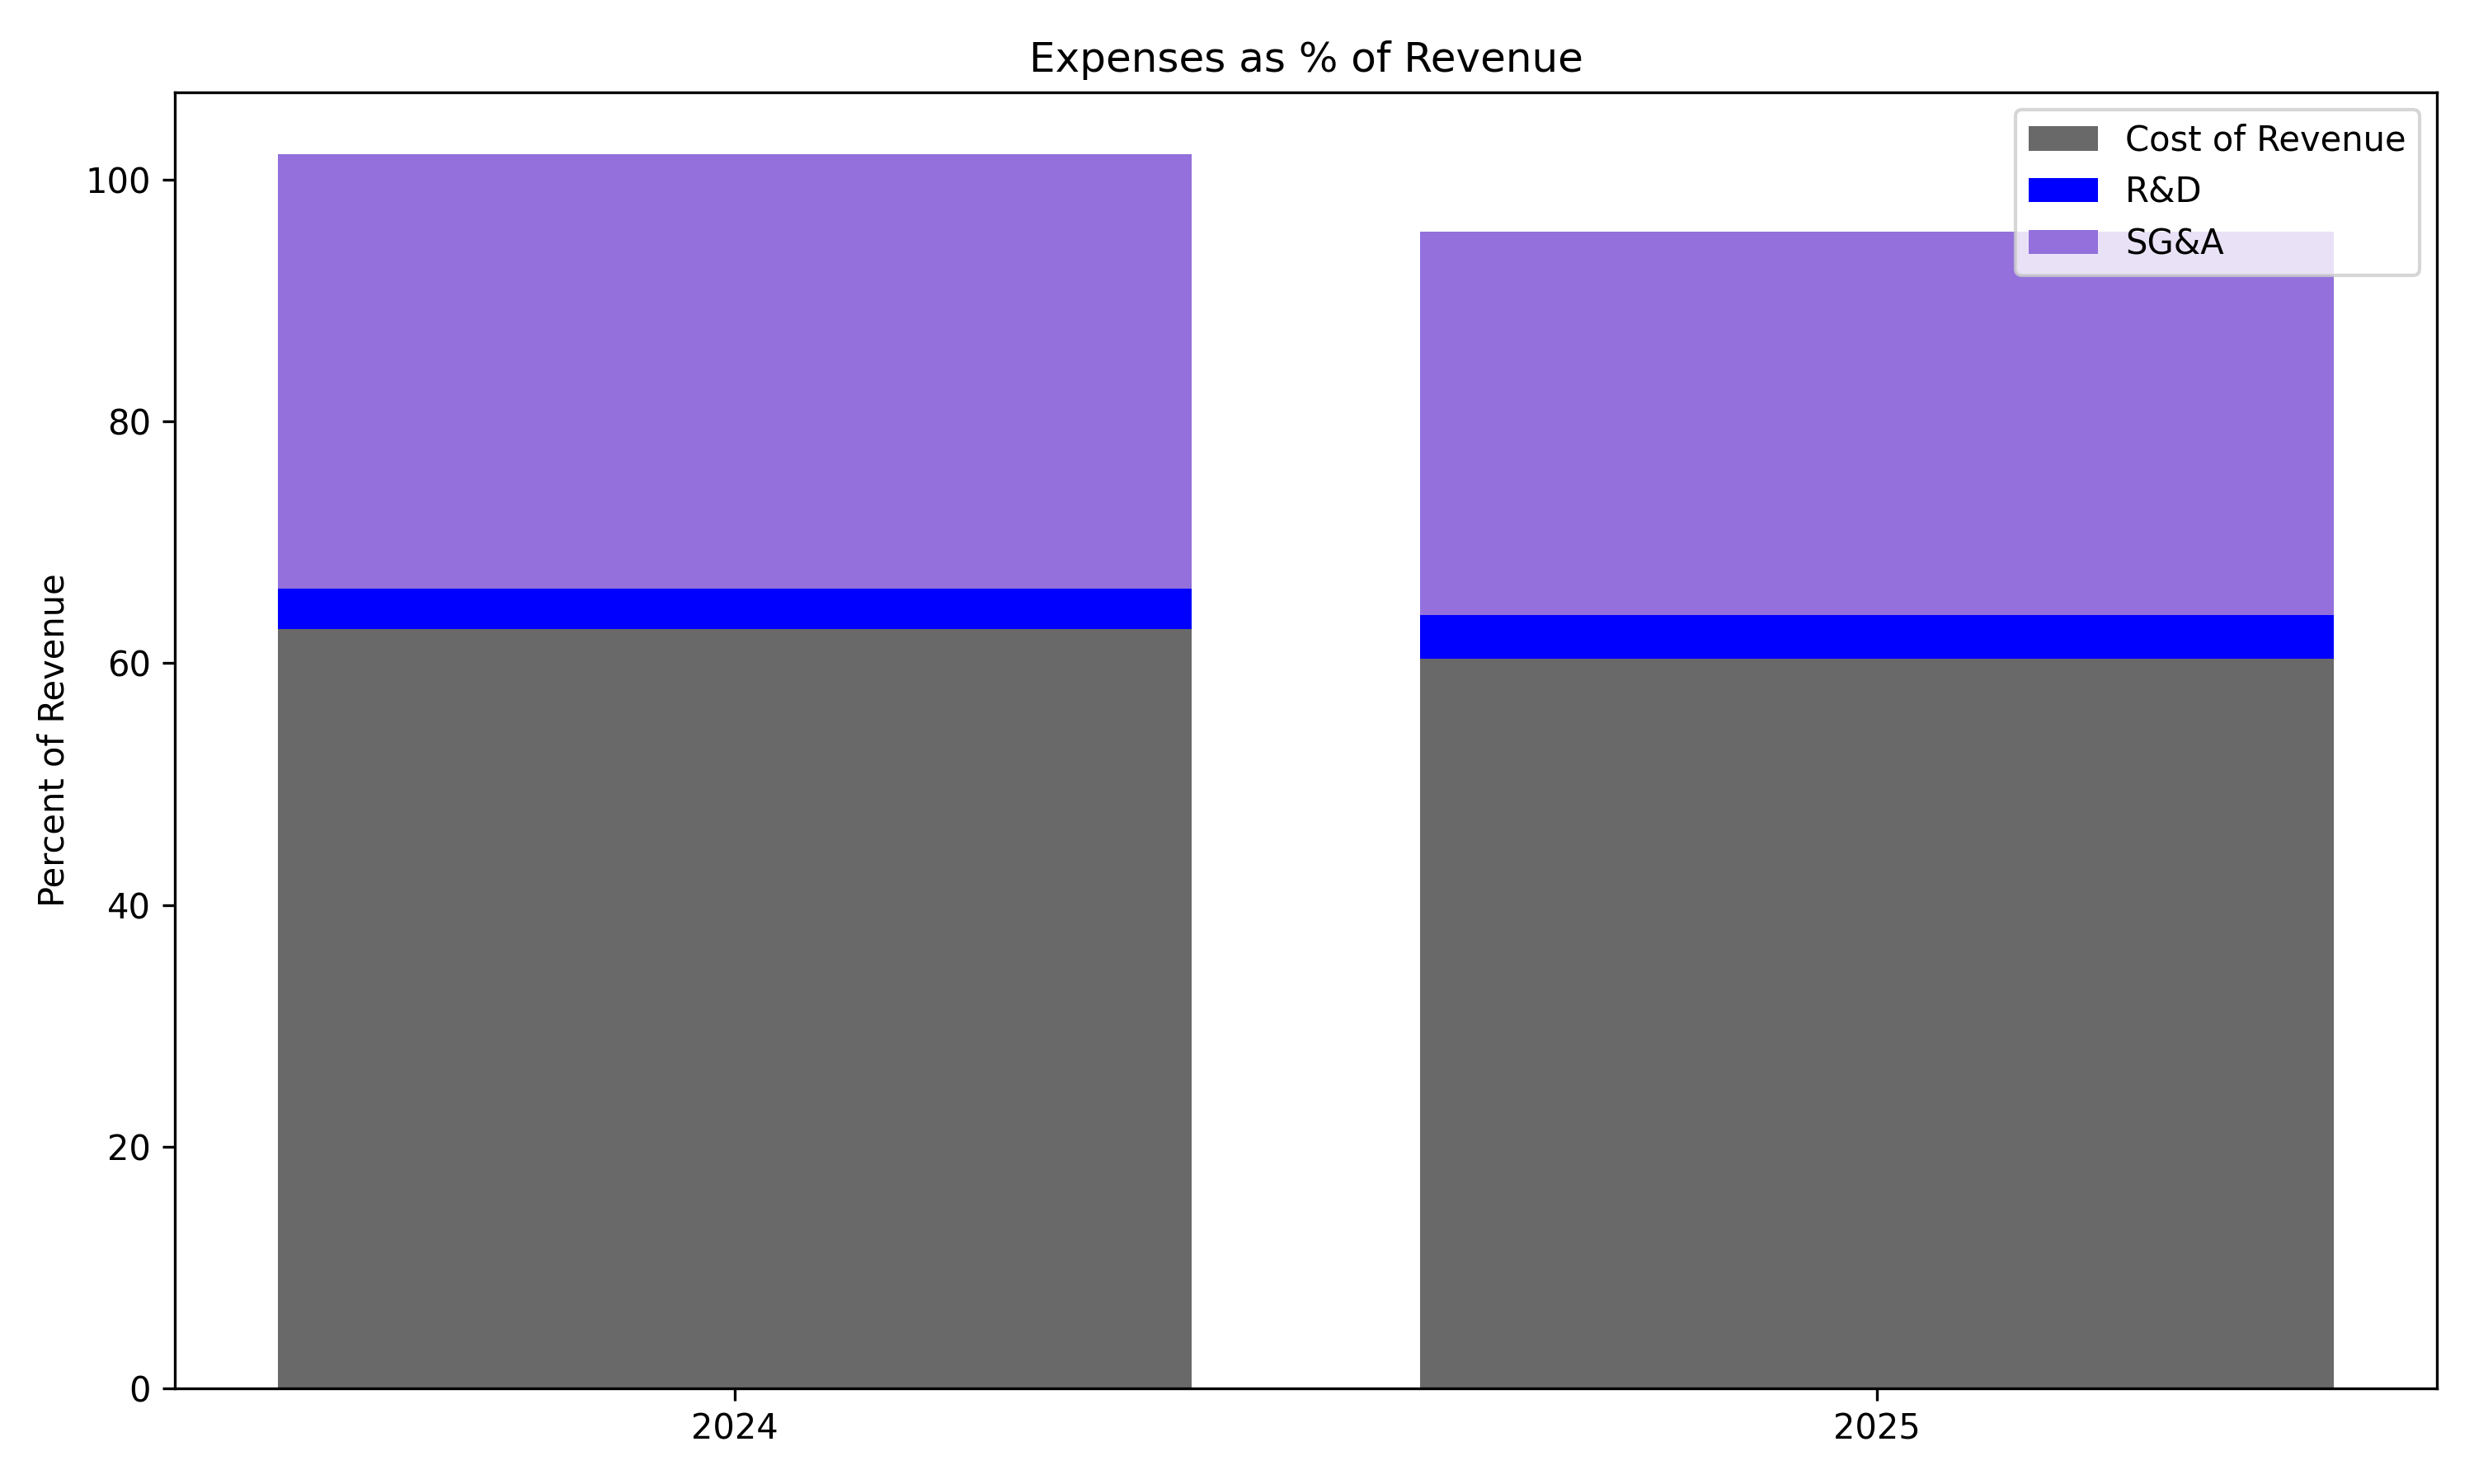 Expenses as % of Revenue
Cost of Revenue
R&D
SG&A
Percent of Revenue
100
80
60
40
20
0
2024
2025